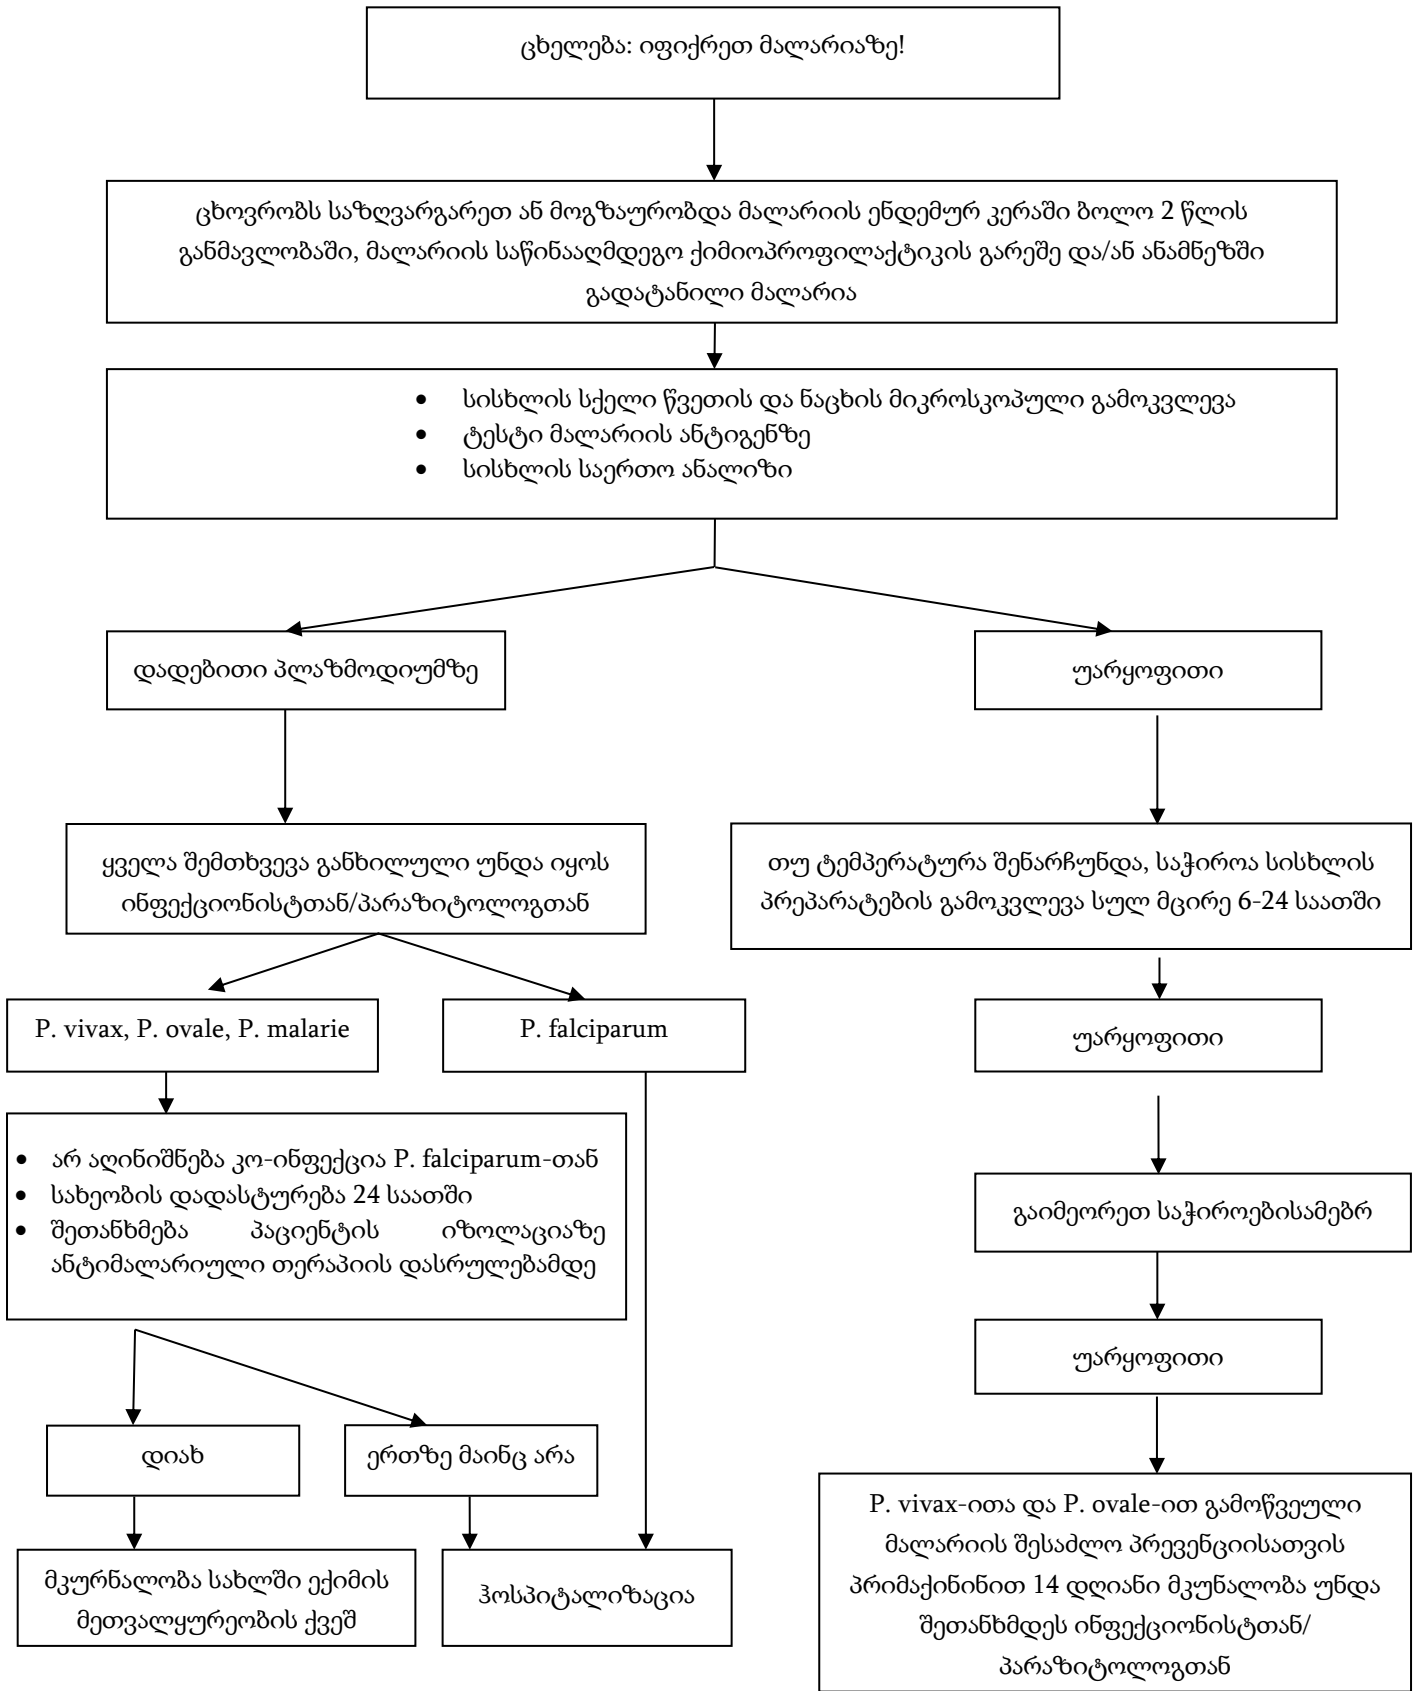 ცხელება: იფიქრეთ მალარიაზე!
ცხოვრობს საზღვარგარეთ ან მოგზაურობდა მალარიის ენდემურ კერაში ბოლო 2 წლის
განმავლობაში, მალარიის საწინააღმდეგო ქიმიოპროფილაქტიკის გარეშე და/ან ანამნეზში
გადატანილი მალარია
• სისხლის სქელი წვეთის და ნაცხის მიკროსკოპული გამოკვლევა
• ტესტი მალარიის ანტიგენზე
• სისხლის საერთო ანალიზი
დადებითი პლაზმოდიუმზე
უარყოფითი
ყველა შემთხვევა განხილული უნდა იყოს
ინფექციონისტთან/პარაზიტოლოგთან
თუ ტემპერატურა შენარჩუნდა, საჭიროა სისხლის
პრეპარატების გამოკვლევა სულ მცირე 6-24 საათში
P. vivax, P. ovale, P. malarie
P. falciparum
უარყოფითი
• არ აღინიშნება კო-ინფექცია P. falciparum-თან
• სახეობის დადასტურება 24 საათში
• შეთანხმება პაციენტის იზოლაციაზე
ანტიმალარიული თერაპიის დასრულებამდე
გაიმეორეთ საჭიროებისამებრ
უარყოფითი
დიახ
ერთზე მაინც არა
მკურნალობა სახლში ექიმის
მეთვალყურეობის ქვეშ
ჰოსპიტალიზაცია
P. vivax-ითა და P. ovale-ით გამოწვეული
მალარიის შესაძლო პრევენციისათვის
პრიმაქინინით 14 დღიანი მკუნალობა უნდა
შეთანხმდეს ინფექციონისტთან/
პარაზიტოლოგთან